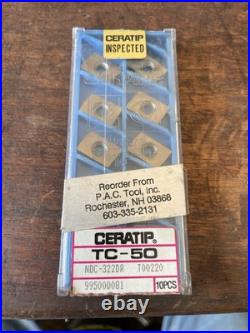 CERATIP
INSPECTED
Reorder From
P.A.C. Tool, Inc.
Rochester, NH 03868
603-335-2131
CERATIP
TC-50
NDC-322DR T00220
9950000B1
10PCS